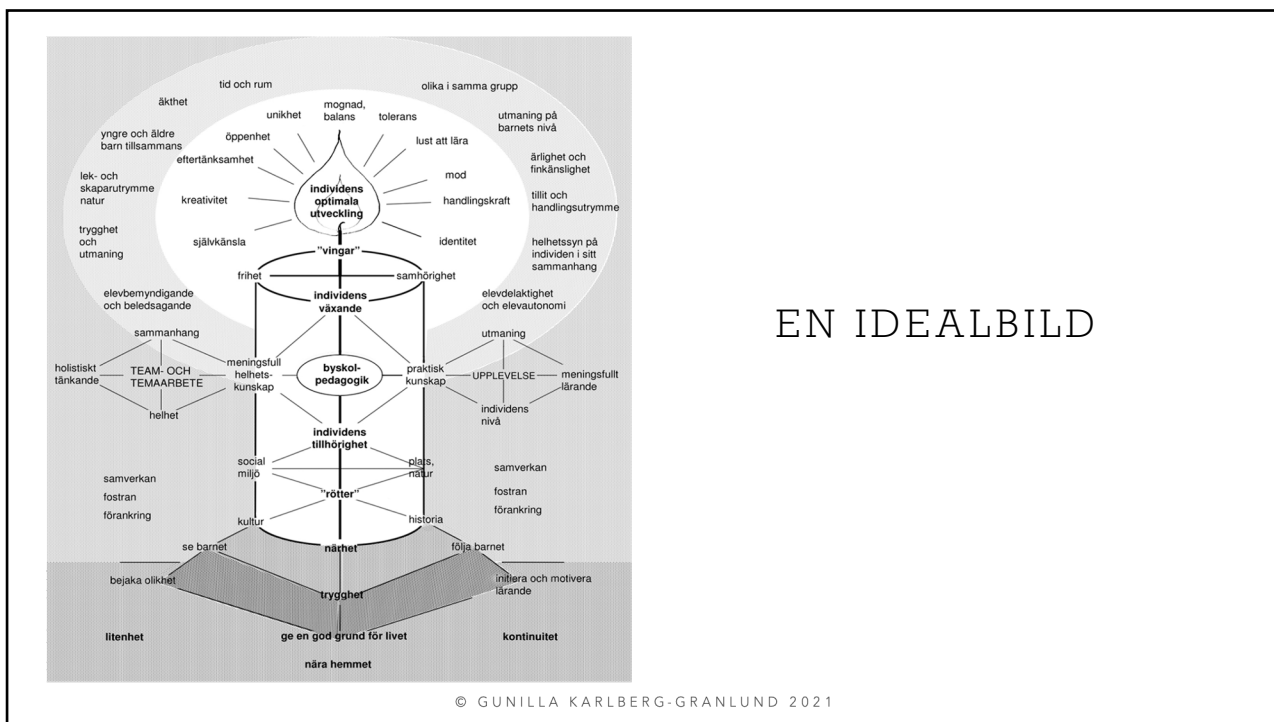 tid och rum
olika i samma grupp
äkthet
mognad,
balans
unikhet
tolerans
utmaning på
barnets nivå
yngre och äldre
barn tillsammans
öppenhet
lust att lära
eftertänksamhet
ärlighet och
finkänslighet
lek- och
skaparutrymme
natur
mod
individens
optimala
utveckling
kreativitet
handlingskraft
tillit och
handlingsutrymme
trygghet
och
utmaning
självkänsla
identitet
helhetssyn på
individen i sitt
sammanhang
"vingar"
frihet
samhörighet
elevbemyndigande
och beledsagande
individens
växande
elevdelaktighet
och elevautonomi
sammanhang
utmaning
holistiskt
tänkande
TEAM- OCH
TEMAARBETE
meningsfull
helhets-
kunskap
byskol-
pedagogik
praktisk
kunskap
UPPLEVELSE
meningsfullt
lärande
helhet
individens
nivå
individens
tillhörighet
social
miljö
plats,
natur
samverkan
fostran
förankring
"rötter"
samverkan
fostran
förankring
kultur
historia
se barnet
närhet
följa barnet
bejaka olikhet
trygghet
initiera och motivera
lärande
litenhet
ge en god grund för livet
kontinuitet
nära hemmet
EN IDEALBILD
© GUNILLA KARLBERG-GRANLUND 2021